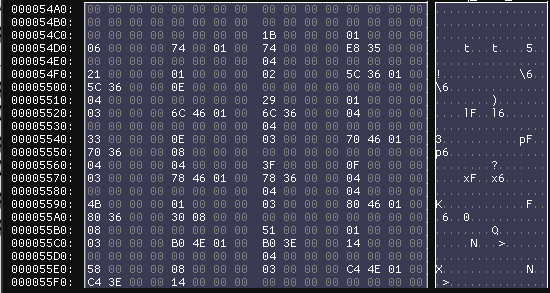 000054A0: 00 00 00 00 00 00 00 00 00 00 00 00 00 00 00 00 ................
000054B0: 00 00 00 00 00 00 00 00 00 00 00 00 00 00 00 00 ................
000054C0: 00 00 00 00 00 00 00 00 1B 00 00 00 01 00 00 00 ................
000054D0: 06 00 00 00 74 00 01 00 74 00 00 00 E8 35 00 00 ....t...t....5..
000054E0: 00 00 00 00 00 00 00 00 04 00 00 00 00 00 00 00 ................
000054F0: 21 00 00 00 01 00 00 00 02 00 00 00 5C 36 01 00 !...........\6..
00005500: 5C 36 00 00 0E 00 00 00 00 00 00 00 00 00 00 00 \6..............
00005510: 04 00 00 00 00 00 00 00 29 00 00 00 01 00 00 00 ........).......
00005520: 03 00 00 00 6C 46 01 00 6C 36 00 00 04 00 00 00 ....lF..l6......
00005530: 00 00 00 00 00 00 00 00 04 00 00 00 00 00 00 00 ................
00005540: 33 00 00 00 0E 00 00 00 03 00 00 00 70 46 01 00 3...........pF..
00005550: 70 36 00 00 08 00 00 00 00 00 00 00 00 00 00 00 p6..............
00005560: 04 00 00 00 04 00 00 00 3F 00 00 00 0F 00 00 00 ........?.......
00005570: 03 00 00 00 78 46 01 00 78 36 00 00 04 00 00 00 ....xF..x6......
00005580: 00 00 00 00 00 00 00 00 04 00 00 00 04 00 00 00 ................
00005590: 4B 00 00 00 01 00 00 00 03 00 00 00 80 46 01 00 K............F..
000055A0: 80 36 00 00 30 08 00 00 00 00 00 00 00 00 00 00 .6..0...........
000055B0: 08 00 00 00 00 00 00 00 51 00 00 00 01 00 00 00 ........Q.......
000055C0: 03 00 00 00 B0 4E 01 00 B0 3E 00 00 14 00 00 00 .....N...>......
000055D0: 00 00 00 00 00 00 00 00 04 00 00 00 00 00 00 00 ................
000055E0: 58 00 00 00 08 00 00 00 03 00 00 00 C4 4E 01 00 X............N..
000055F0: C4 3E 00 00 14 00 00 00 00 00 00 00 00 00 00 00 .>..............